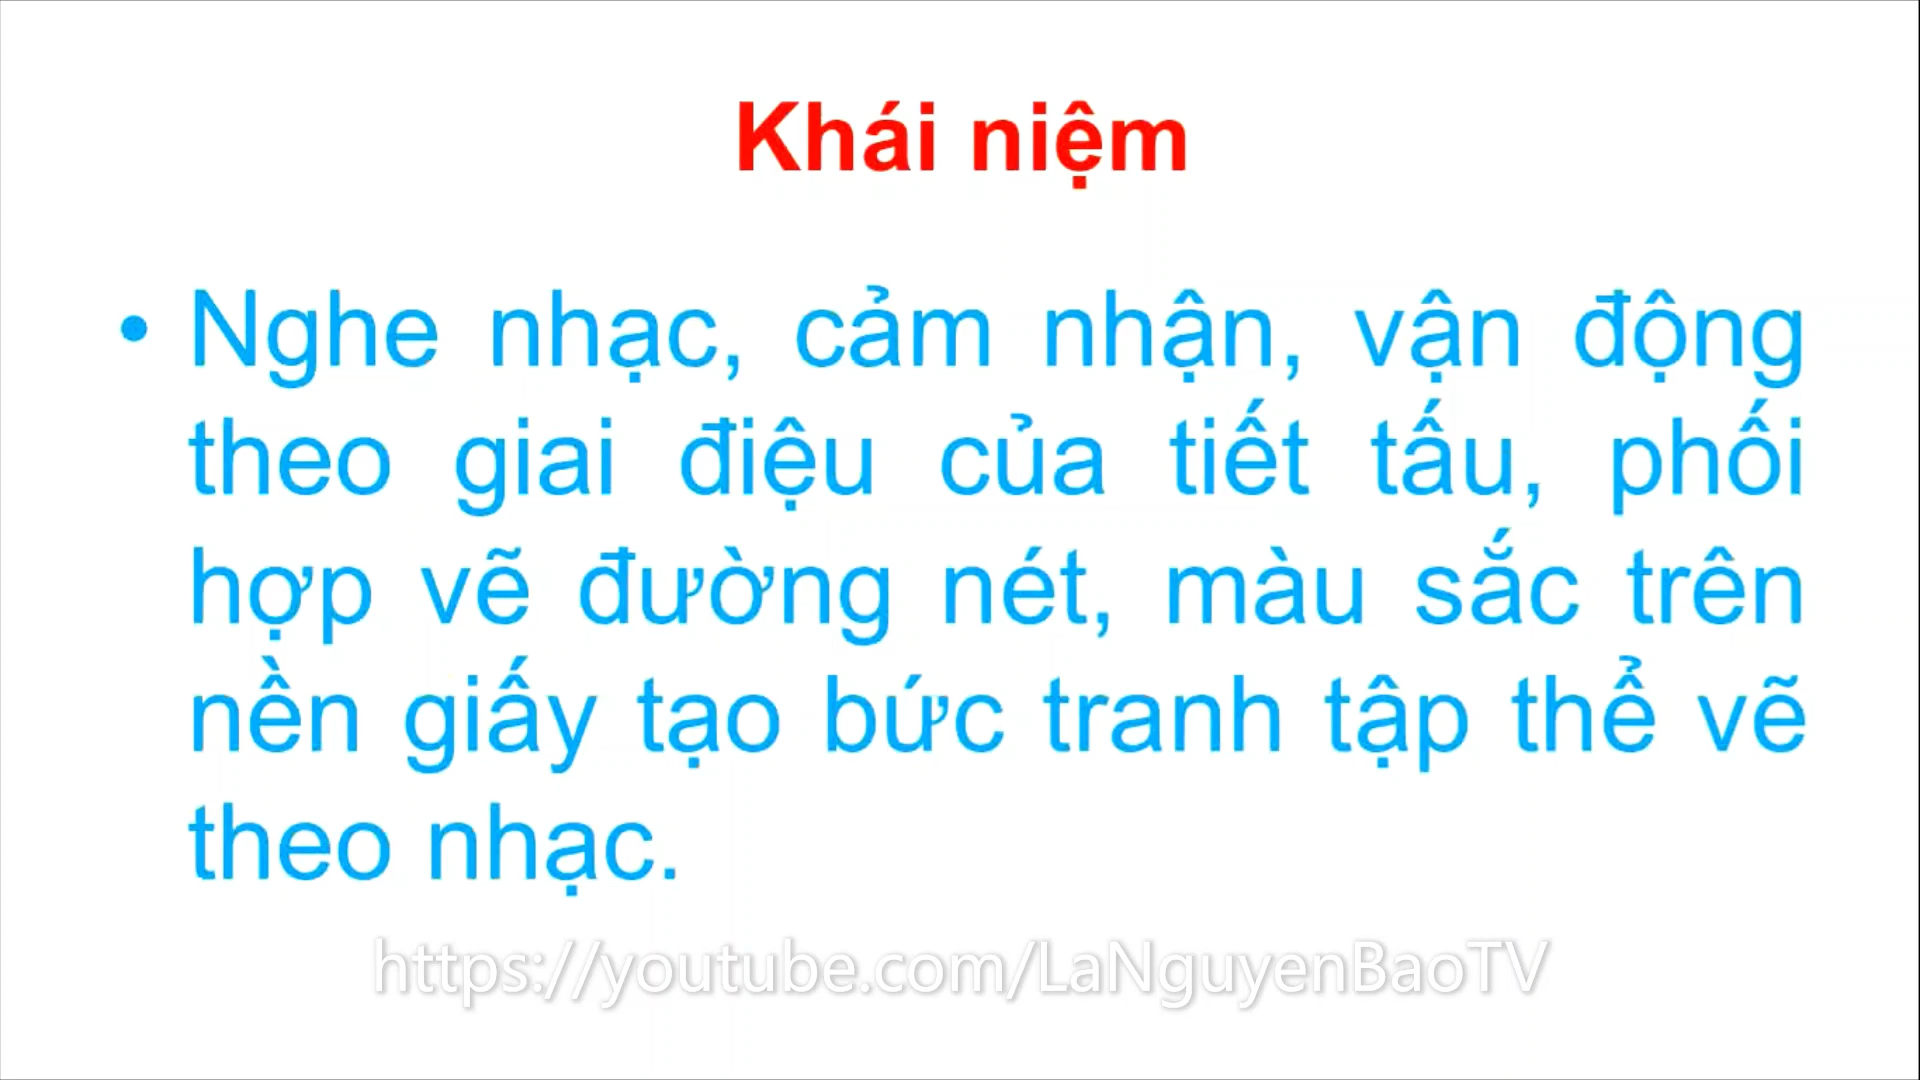 Khái niệm
• Nghe nhạc, cảm nhận, vận động
theo giai điệu của tiết tấu, phối
hợp vẽ đường nét, màu sắc trên
nền giấy tạo bức tranh tập thể vẽ
theo nhạc.
https://youtube.com/LaNguyenBaoTV